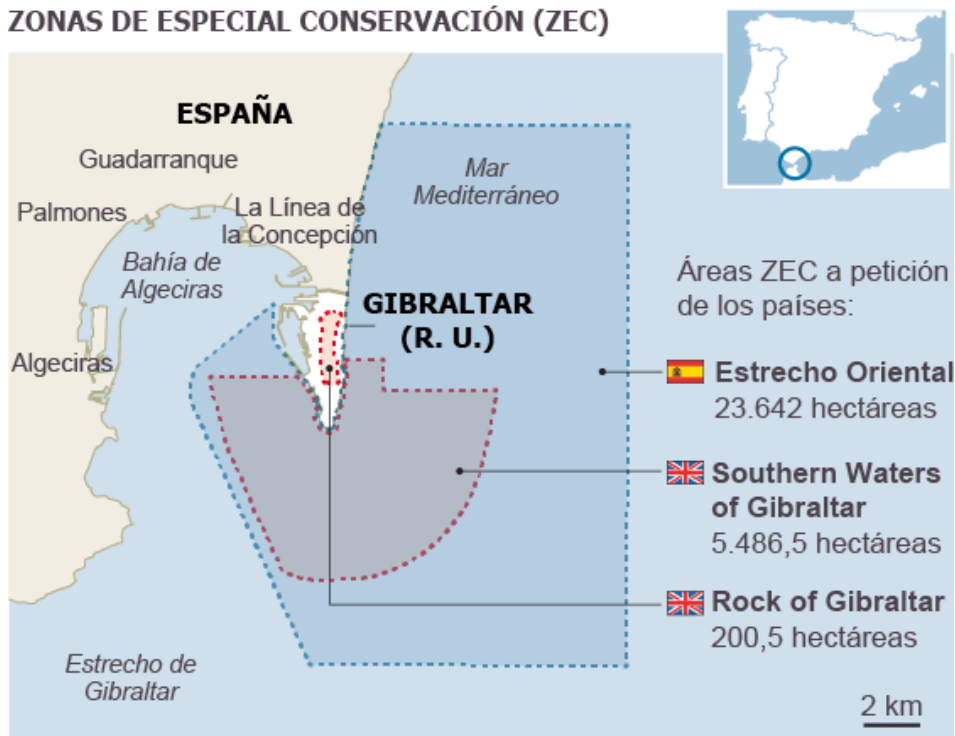 ZONAS DE ESPECIAL CONSERVACIÓN (ZEC)
ESPAÑA
Guadarranque
Palmones
La Línea de
la Concepción
Mar
Mediterráneo
Bahía de
Algeciras
GIBRALTAR
(R. U.)
Algeciras
Áreas ZEC a petición
de los países:
Estrecho Oriental
23.642 hectáreas
Southern Waters
of Gibraltar
5.486,5 hectáreas
Rock of Gibraltar
200,5 hectáreas
Estrecho de
Gibraltar
2 km